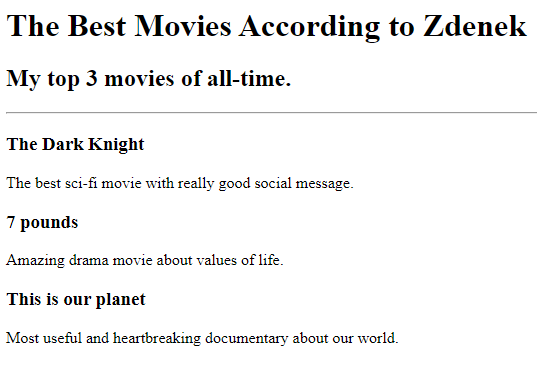 The Best Movies According to Zdenek
My top 3 movies of all-time.
The Dark Knight
The best sci-fi movie with really good social message.
7 pounds
Amazing drama movie about values of life.
This is our planet
Most useful and heartbreaking documentary about our world.